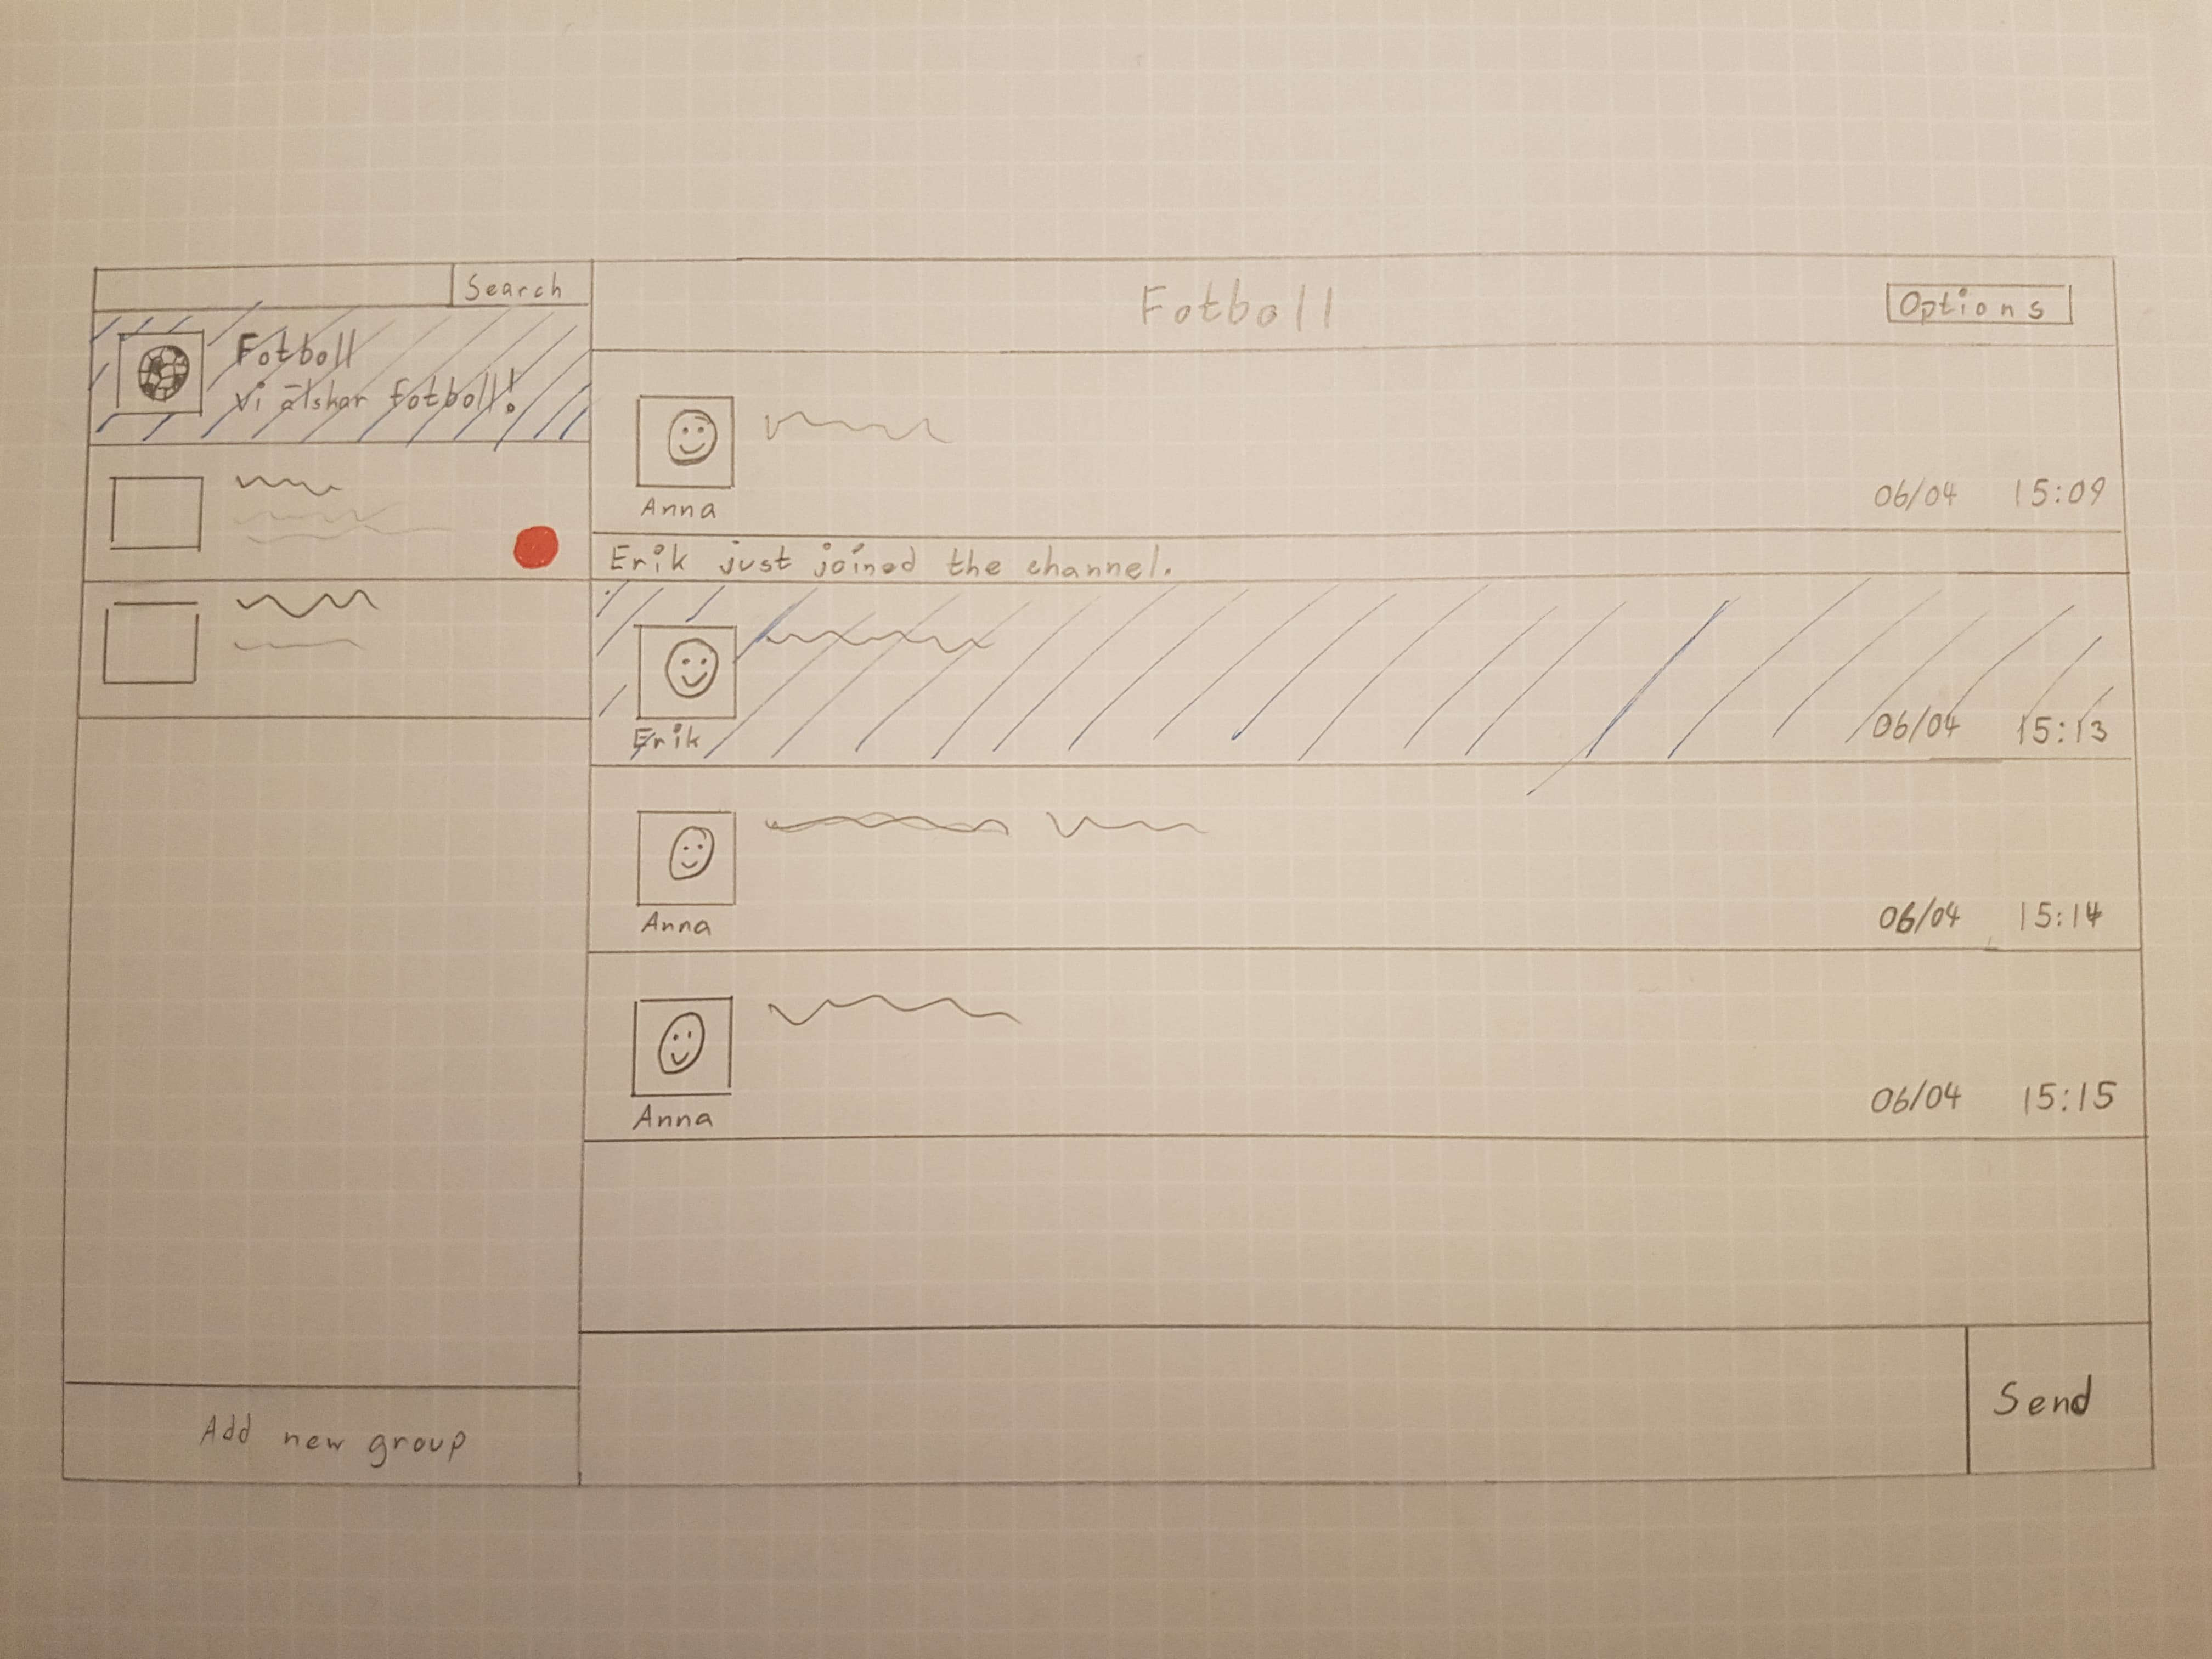 Search
Fotboll
Vi älskar fotboll!
Add new group
Fotboll
Options
Anna
06/04 15:09
Erik just joined the channel.
Erik
06/04 15:13
Anna
06/04 15:14
Anna
06/04 15:15
Send